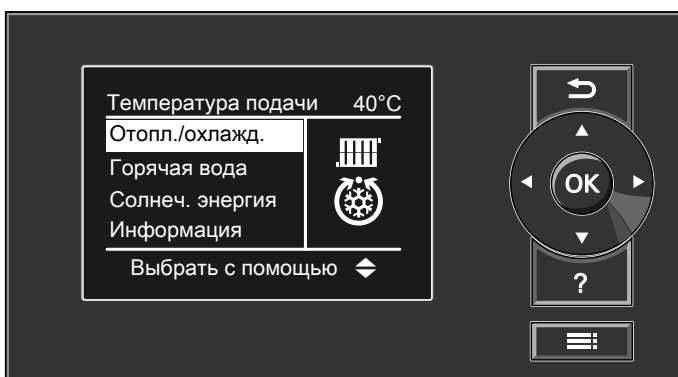 Температура подачи 40°C
Отопл./охлажд.
Горячая вода
Солнеч. энергия
Информация
Выбрать с помощью
OK
?